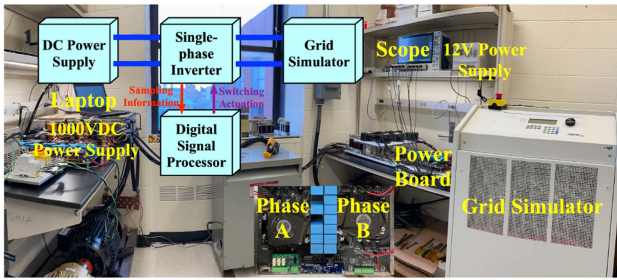 DC Power
Supply
Single-
phase
Inverter
Grid
Simulator
Sampling
Information
Switching
Actuation
Digital
Signal
Processor
Laptop
1000VDC
Power Supply
Scope
12V Power
Supply
Power
Board
Grid Simulator
Phase
A
Phase
B